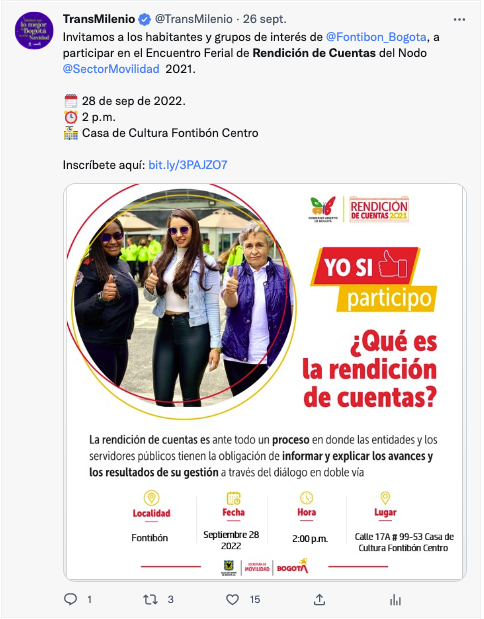 TransMilenio @TransMilenio · 26 sept.
Invitamos a los habitantes y grupos de interés de @Fontibon_Bogota, a
participar en el Encuentro Ferial de Rendición de Cuentas del Nodo
@SectorMovilidad 2021.
28 de sep de 2022.
2 p.m.
Casa de Cultura Fontibón Centro
Inscríbete aquí: bit.ly/3PAJZO7
RENDICIÓN
DE CUENTAS 2021
YO SI
participo
¿Qué es
la rendición
de cuentas?
La rendición de cuentas es ante todo un proceso en donde las entidades y los
servidores públicos tienen la obligación de informar y explicar los avances y
los resultados de su gestión a través del diálogo en doble vía
Localidad
Fontibón
Fecha
Septiembre 28
2022
Hora
2:00 p.m.
Lugar
Calle 17A # 99-53 Casa de
Cultura Fontibón Centro
MOVILIDAD
BOGOTÁ
1 3 15